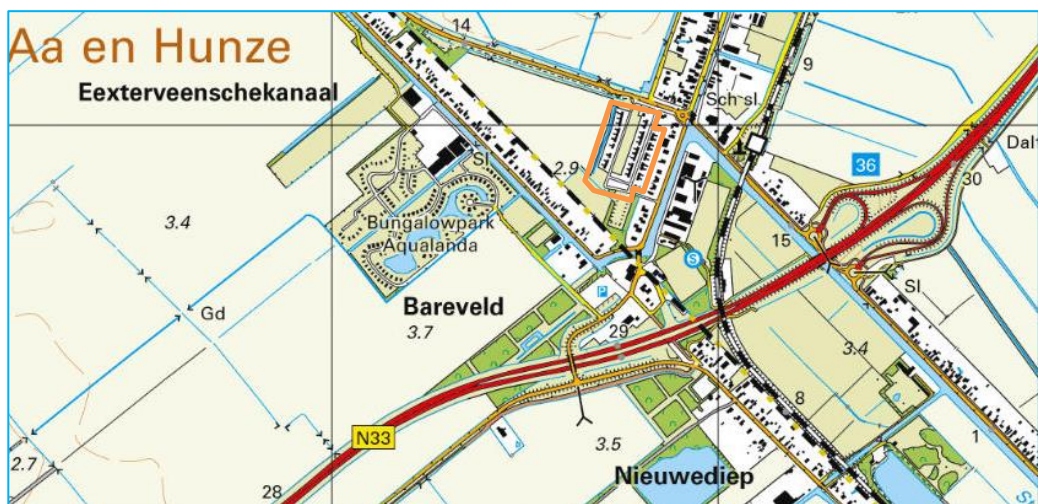 14
Aa en Hunze
9
Eexterveenschekanaal
Sch sl
36
Dalf
Sl
2.9
30
3.4
Bungalowpark
Aqualanda
15
S
Sl
P
Bareveld
Gd
3.7
29
3.4
8
N33
3.5
1
2.7
Nieuwediep
28